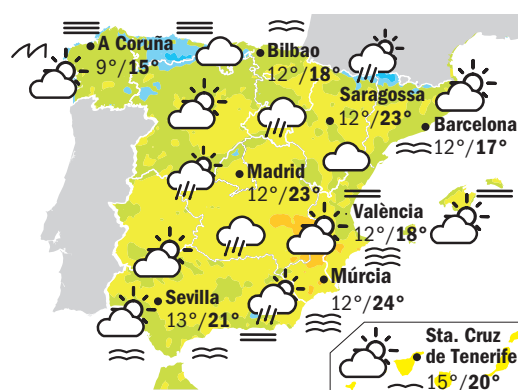 A Coruña
9°/15°
Bilbao
12°/18°
Saragossa
12°/23°
Barcelona
12°/17°
Madrid
12°/23°
València
12°/18°
Múrcia
12°/24°
Sevilla
13°/21°
Sta. Cruz
de Tenerife
15°/20°